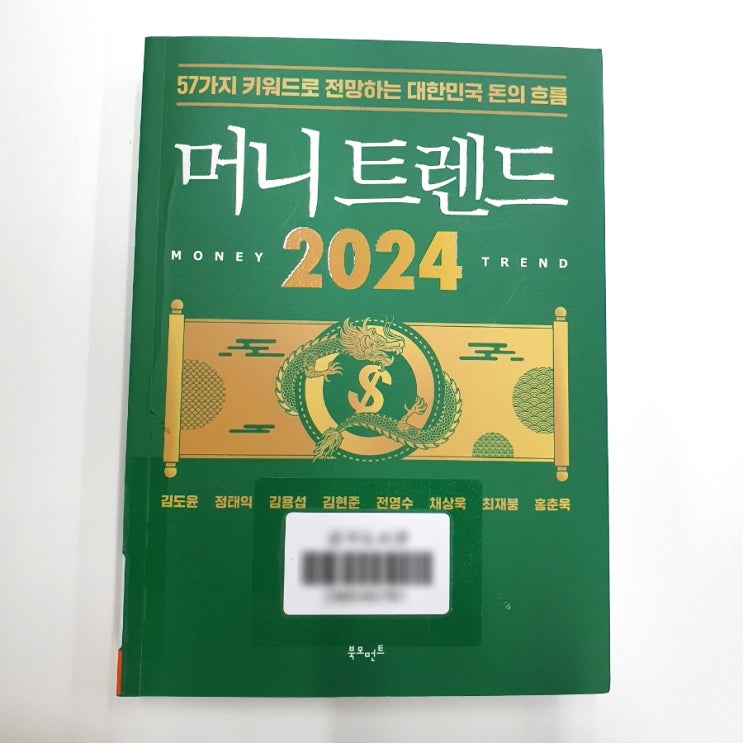 57가지 키워드로 전망하는 대한민국 돈의 흐름
머니 트렌드
MONEY 2024 TREND
김도윤 정태익 김용섭 김현준 전영수 채상욱 최재붕 홍춘욱
북모먼트